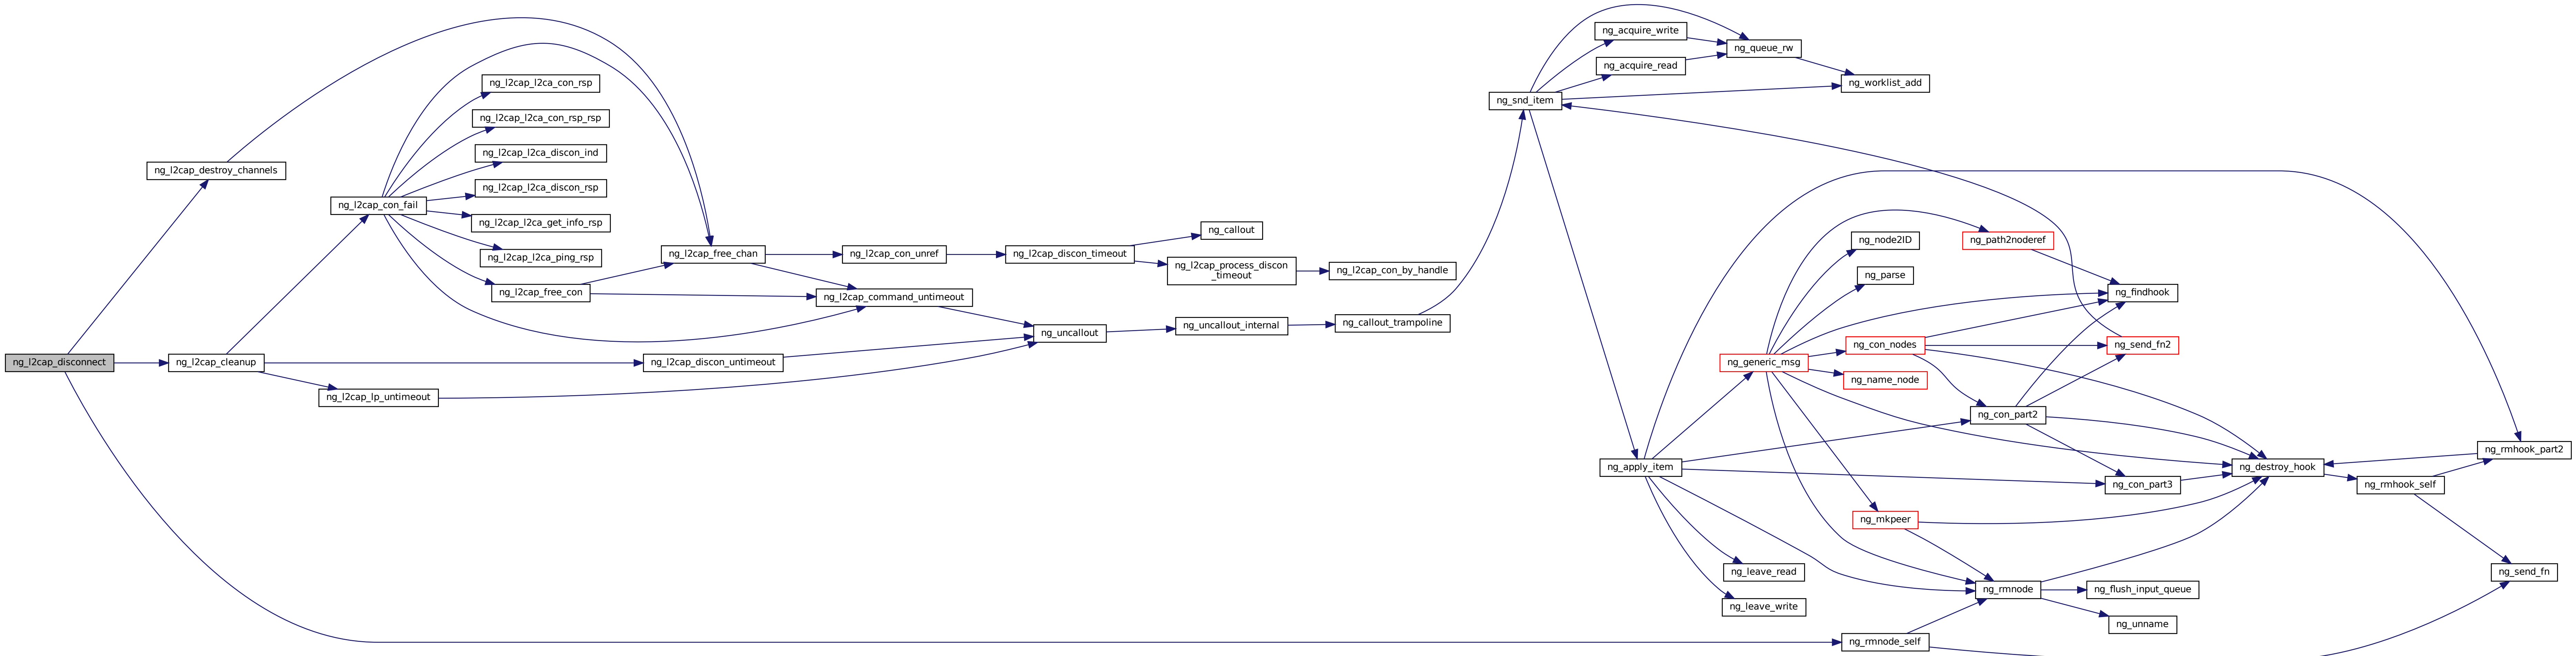 ng_l2cap_disconnect
ng_l2cap_destroy_channels
ng_l2cap_cleanup
ng_l2cap_con_fail
ng_l2cap_lp_untimeout
ng_l2cap_l2ca_con_rsp
ng_l2cap_l2ca_con_rsp_rsp
ng_l2cap_l2ca_discon_ind
ng_l2cap_l2ca_discon_rsp
ng_l2cap_l2ca_get_info_rsp
ng_l2cap_l2ca_ping_rsp
ng_l2cap_free_con
ng_l2cap_free_chan
ng_l2cap_discon_untimeout
ng_l2cap_con_unref
ng_l2cap_command_untimeout
ng_l2cap_discon_timeout
ng_uncallout
ng_callout
ng_l2cap_process_discon
_timeout
ng_uncallout_internal
ng_l2cap_con_by_handle
ng_callout_trampoline
ng_snd_item
ng_acquire_write
ng_acquire_read
ng_queue_rw
ng_worklist_add
ng_apply_item
ng_generic_msg
ng_node2ID
ng_parse
ng_con_nodes
ng_name_node
ng_mkpeer
ng_leave_read
ng_leave_write
ng_rmnode_self
ng_path2noderef
ng_con_part2
ng_rmnode
ng_findhook
ng_send_fn2
ng_con_part3
ng_flush_input_queue
ng_unname
ng_destroy_hook
ng_rmhook_self
ng_rmhook_part2
ng_send_fn